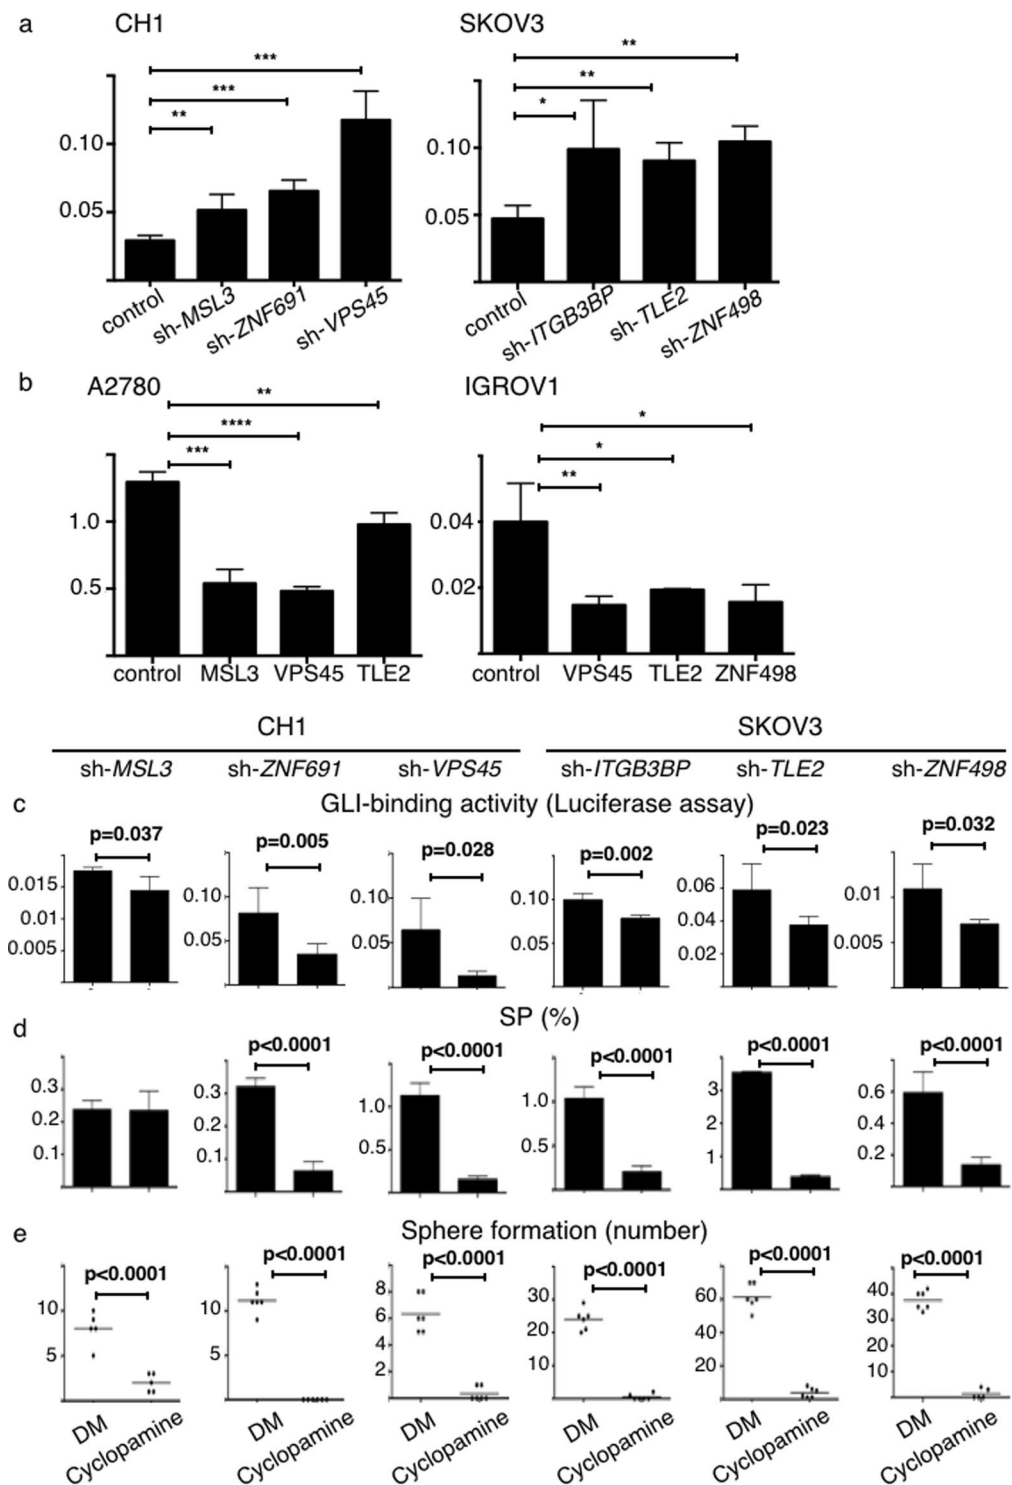 a CH1 SKOV3
*** **
*** **
** *
0.10 0.10
0.05 0.05
control sh-MSL3 sh-ZNF691 sh-VPS45 control sh-ITGB3BP sh-TLE2 sh-ZNF498
b A2780 IGROV1
** *
**** *
*** **
1.0 0.04
0.5 0.02
control MSL3 VPS45 TLE2 control VPS45 TLE2 ZNF498
CH1 SKOV3
sh-MSL3 sh-ZNF691 sh-VPS45 sh-ITGB3BP sh-TLE2 sh-ZNF498
c GLI-binding activity (Luciferase assay)
p=0.037 p=0.005 p=0.028 p=0.002 p=0.023 p=0.032
0.015 0.10 0.05 0.10 0.06 0.01
0.01 0.05 0.05 0.04 0.005
0.005 0.02
d SP (%)
p<0.0001 p<0.0001 p<0.0001 p<0.0001 p<0.0001
0.3 0.3 1.0 1.0 3 0.6
0.2 0.2 0.5 0.5 2 0.4
0.1 0.1 1 0.2
e Sphere formation (number)
p<0.0001 p<0.0001 p<0.0001 p<0.0001 p<0.0001 p<0.0001
10 10 8 30 60 40
5 5 6 20 40 30
4 10 20 20
2 10
DM Cyclopamine DM Cyclopamine DM Cyclopamine DM Cyclopamine DM Cyclopamine DM Cyclopamine